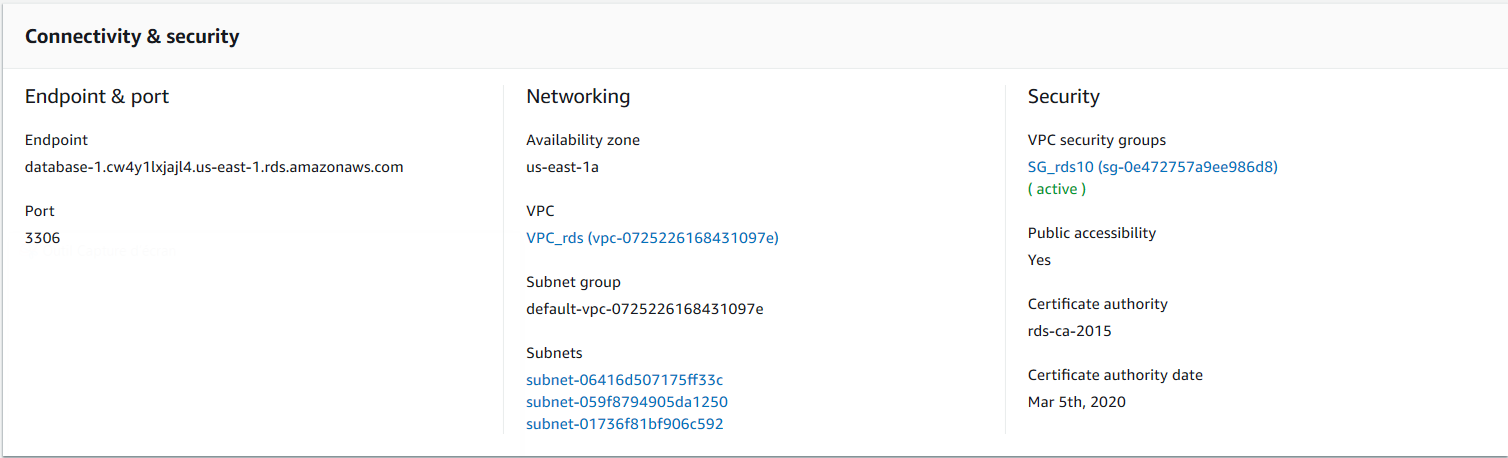 Connectivity & security
Endpoint & port
Endpoint
database-1.cw4y1lxjajl4.us-east-1.rds.amazonaws.com
Port
3306
Networking
Availability zone
us-east-1a
VPC
VPC_rds (vpc-0725226168431097e)
Subnet group
default-vpc-0725226168431097e
Subnets
subnet-06416d507175ff33c
subnet-059f8794905da1250
subnet-01736f81bf906c592
Security
VPC security groups
SG_rds10 (sg-0e472757a9ee986d8)
( active )
Public accessibility
Yes
Certificate authority
rds-ca-2015
Certificate authority date
Mar 5th, 2020